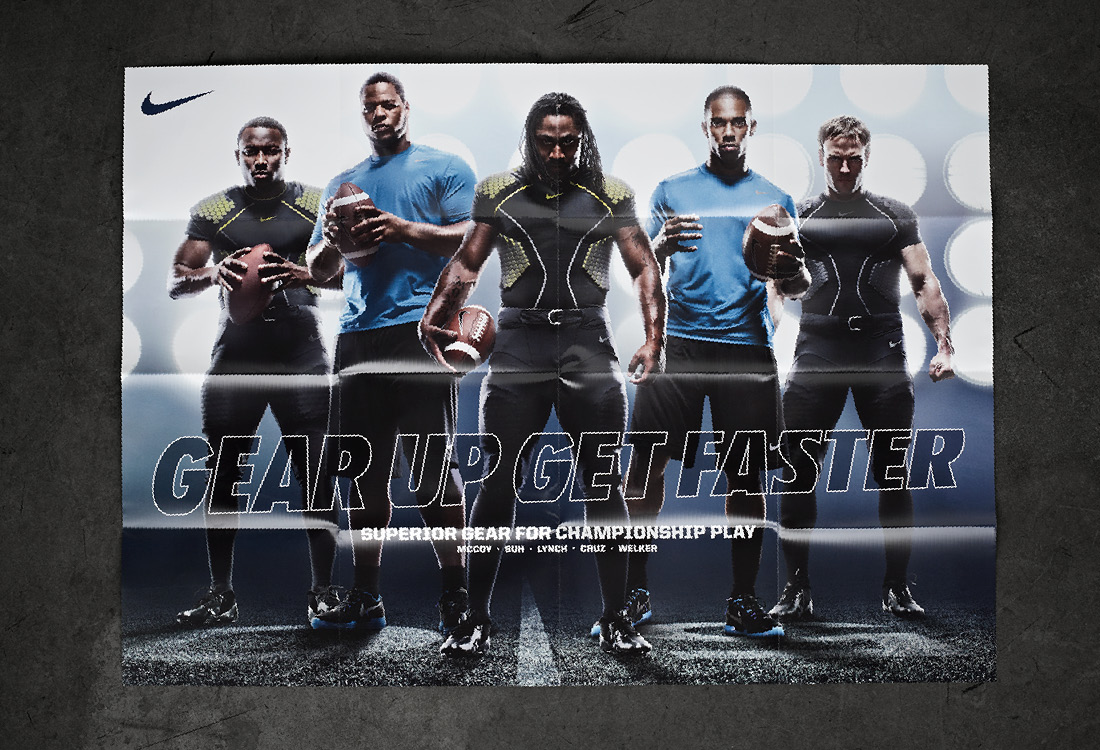 GEAR UP GET FASTER
SUPERIOR GEAR FOR CHAMPIONSHIP PLAY
MCCOY · SUH · LYNCH · CRUZ · WELKER